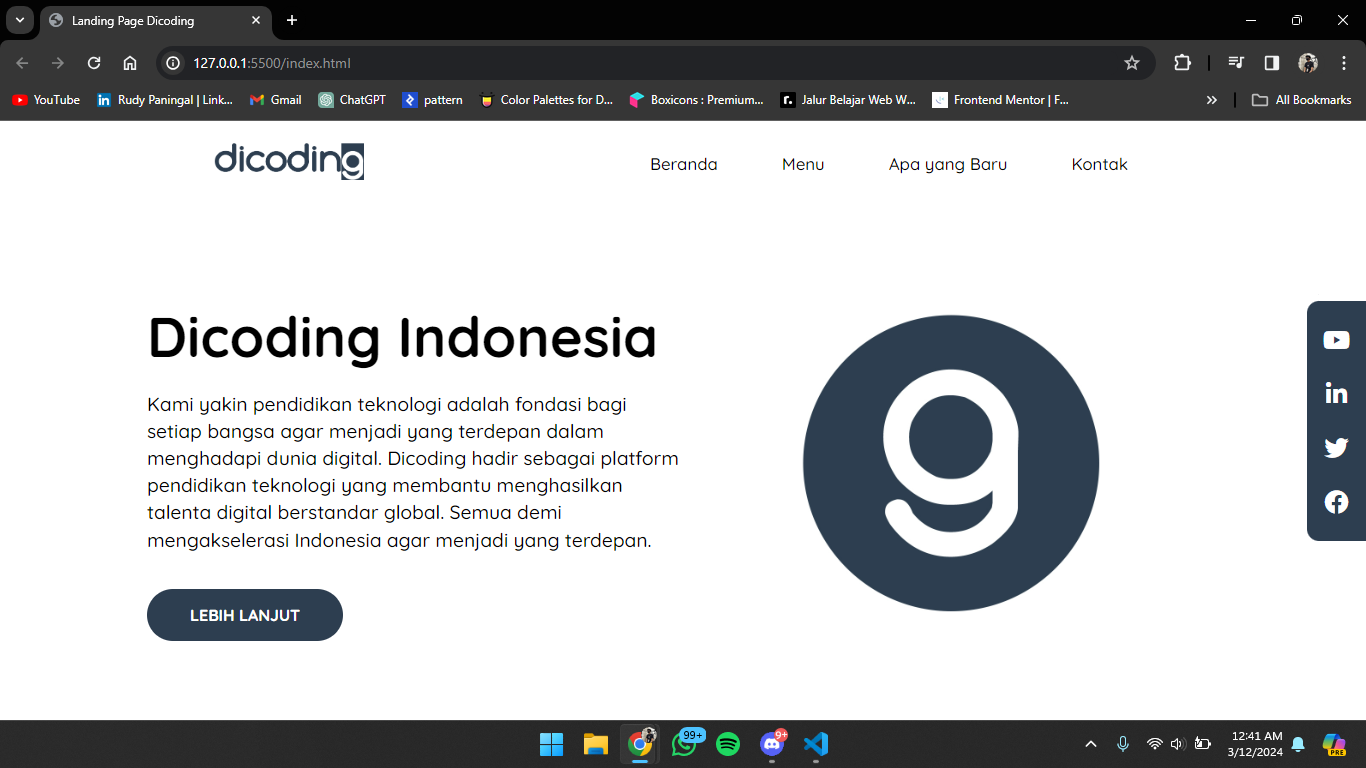 Landing Page Dicoding
127.0.0.1:5500/index.html
YouTube
Rudy Paningal | Link...
Gmail
ChatGPT
pattern
Color Palettes for D...
Boxicons : Premium...
Jalur Belajar Web W...
Frontend Mentor | F...
All Bookmarks
dicoding
Beranda
Menu
Apa yang Baru
Kontak
Dicoding Indonesia
Kami yakin pendidikan teknologi adalah fondasi bagi
setiap bangsa agar menjadi yang terdepan dalam
menghadapi dunia digital. Dicoding hadir sebagai platform
pendidikan teknologi yang membantu menghasilkan
talenta digital berstandar global. Semua demi
mengakselerasi Indonesia agar menjadi yang terdepan.
LEBIH LANJUT
g
in
99+
9+
12:41 AM
3/12/2024
PRE